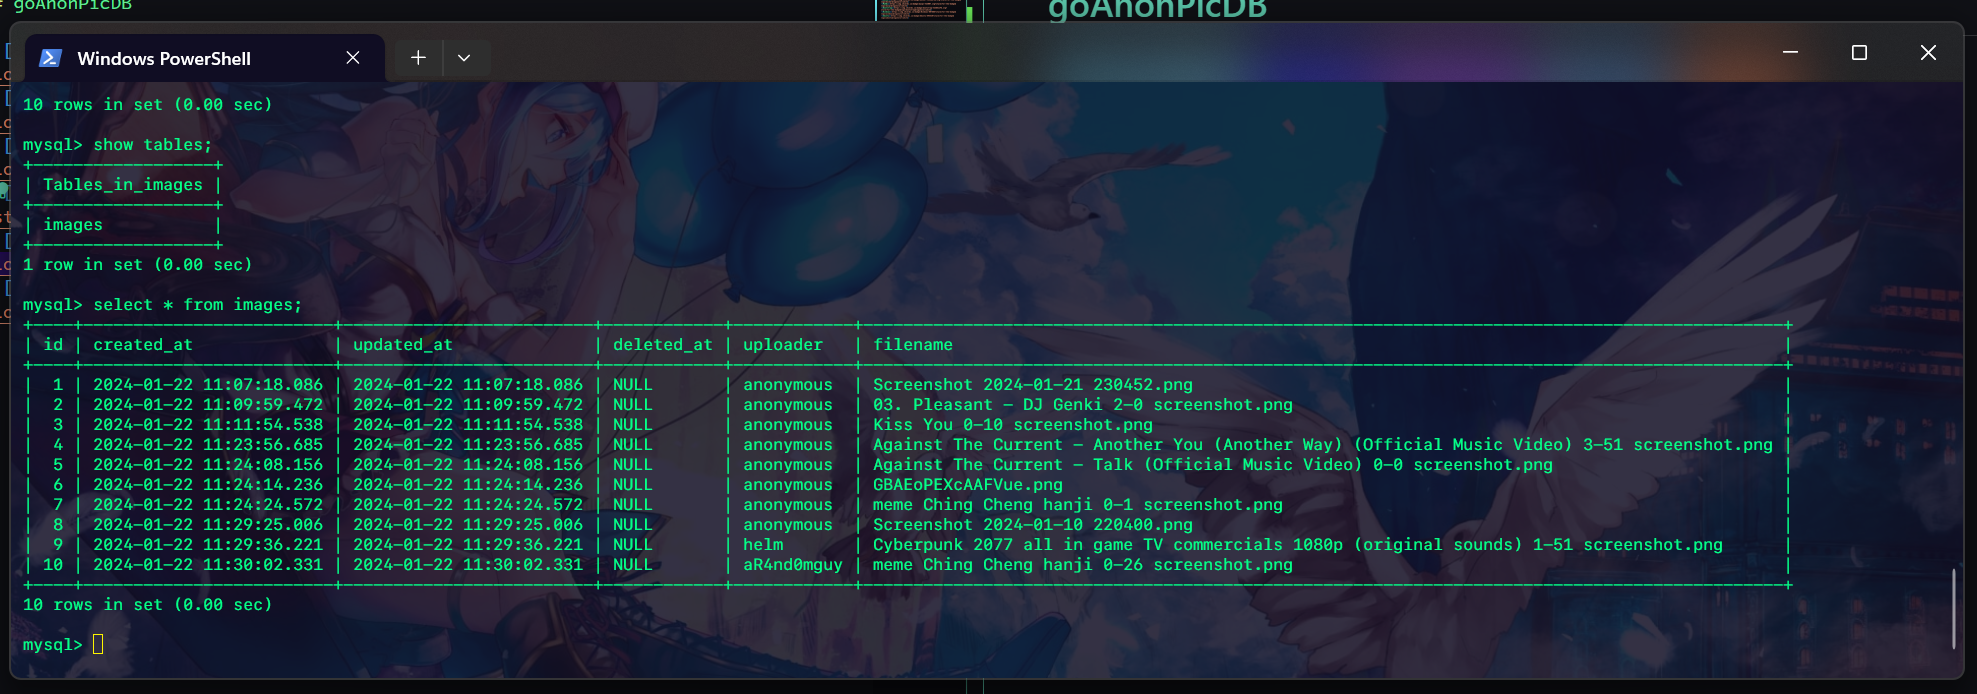 goAnonPicDB
goAnonPicDB
Windows PowerShell
10 rows in set (0.00 sec)
mysql> show tables;
+-------------------+
| Tables_in_images |
+-------------------+
| images           |
+-------------------+
1 row in set (0.00 sec)
mysql> select * from images;
+----+-------------------------+-------------------------+------------+------------+--------------------------------------------------------------------------------------------+
| id | created_at              | updated_at              | deleted_at | uploader   | filename                                                                                   |
+----+-------------------------+-------------------------+------------+------------+--------------------------------------------------------------------------------------------+
|  1 | 2024-01-22 11:07:18.086 | 2024-01-22 11:07:18.086 | NULL       | anonymous  | Screenshot 2024-01-21 230452.png                                                           |
|  2 | 2024-01-22 11:09:59.472 | 2024-01-22 11:09:59.472 | NULL       | anonymous  | 03. Pleasant - DJ Genki 2-0 screenshot.png                                                 |
|  3 | 2024-01-22 11:11:54.538 | 2024-01-22 11:11:54.538 | NULL       | anonymous  | Kiss You 0-10 screenshot.png                                                               |
|  4 | 2024-01-22 11:23:56.685 | 2024-01-22 11:23:56.685 | NULL       | anonymous  | Against The Current - Another You (Another Way) (Official Music Video) 3-51 screenshot.png |
|  5 | 2024-01-22 11:24:08.156 | 2024-01-22 11:24:08.156 | NULL       | anonymous  | Against The Current - Talk (Official Music Video) 0-0 screenshot.png                       |
|  6 | 2024-01-22 11:24:14.236 | 2024-01-22 11:24:14.236 | NULL       | anonymous  | GBAEoPEXcAAFVue.png                                                                        |
|  7 | 2024-01-22 11:24:24.572 | 2024-01-22 11:24:24.572 | NULL       | anonymous  | meme Ching Cheng hanji 0-1 screenshot.png                                                  |
|  8 | 2024-01-22 11:29:25.006 | 2024-01-22 11:29:25.006 | NULL       | anonymous  | Screenshot 2024-01-10 220400.png                                                           |
|  9 | 2024-01-22 11:29:36.221 | 2024-01-22 11:29:36.221 | NULL       | helm       | Cyberpunk 2077 all in game TV commercials 1080p (original sounds) 1-51 screenshot.png      |
| 10 | 2024-01-22 11:30:02.331 | 2024-01-22 11:30:02.331 | NULL       | aR4nd0mguy | meme Ching Cheng hanji 0-26 screenshot.png                                                 |
+----+-------------------------+-------------------------+------------+------------+--------------------------------------------------------------------------------------------+
10 rows in set (0.00 sec)
mysql>